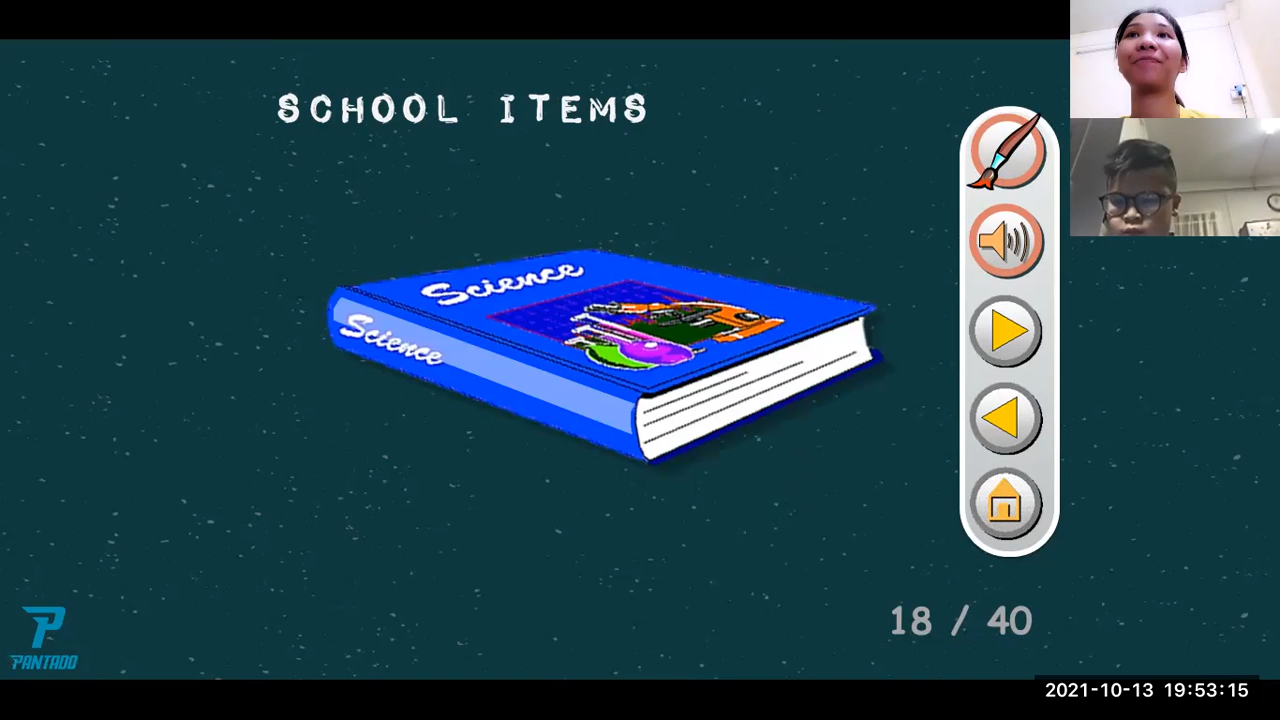 SCHOOL ITEMS
Science
Science
18 / 40
PANTADO
2021-10-13 19:53:15